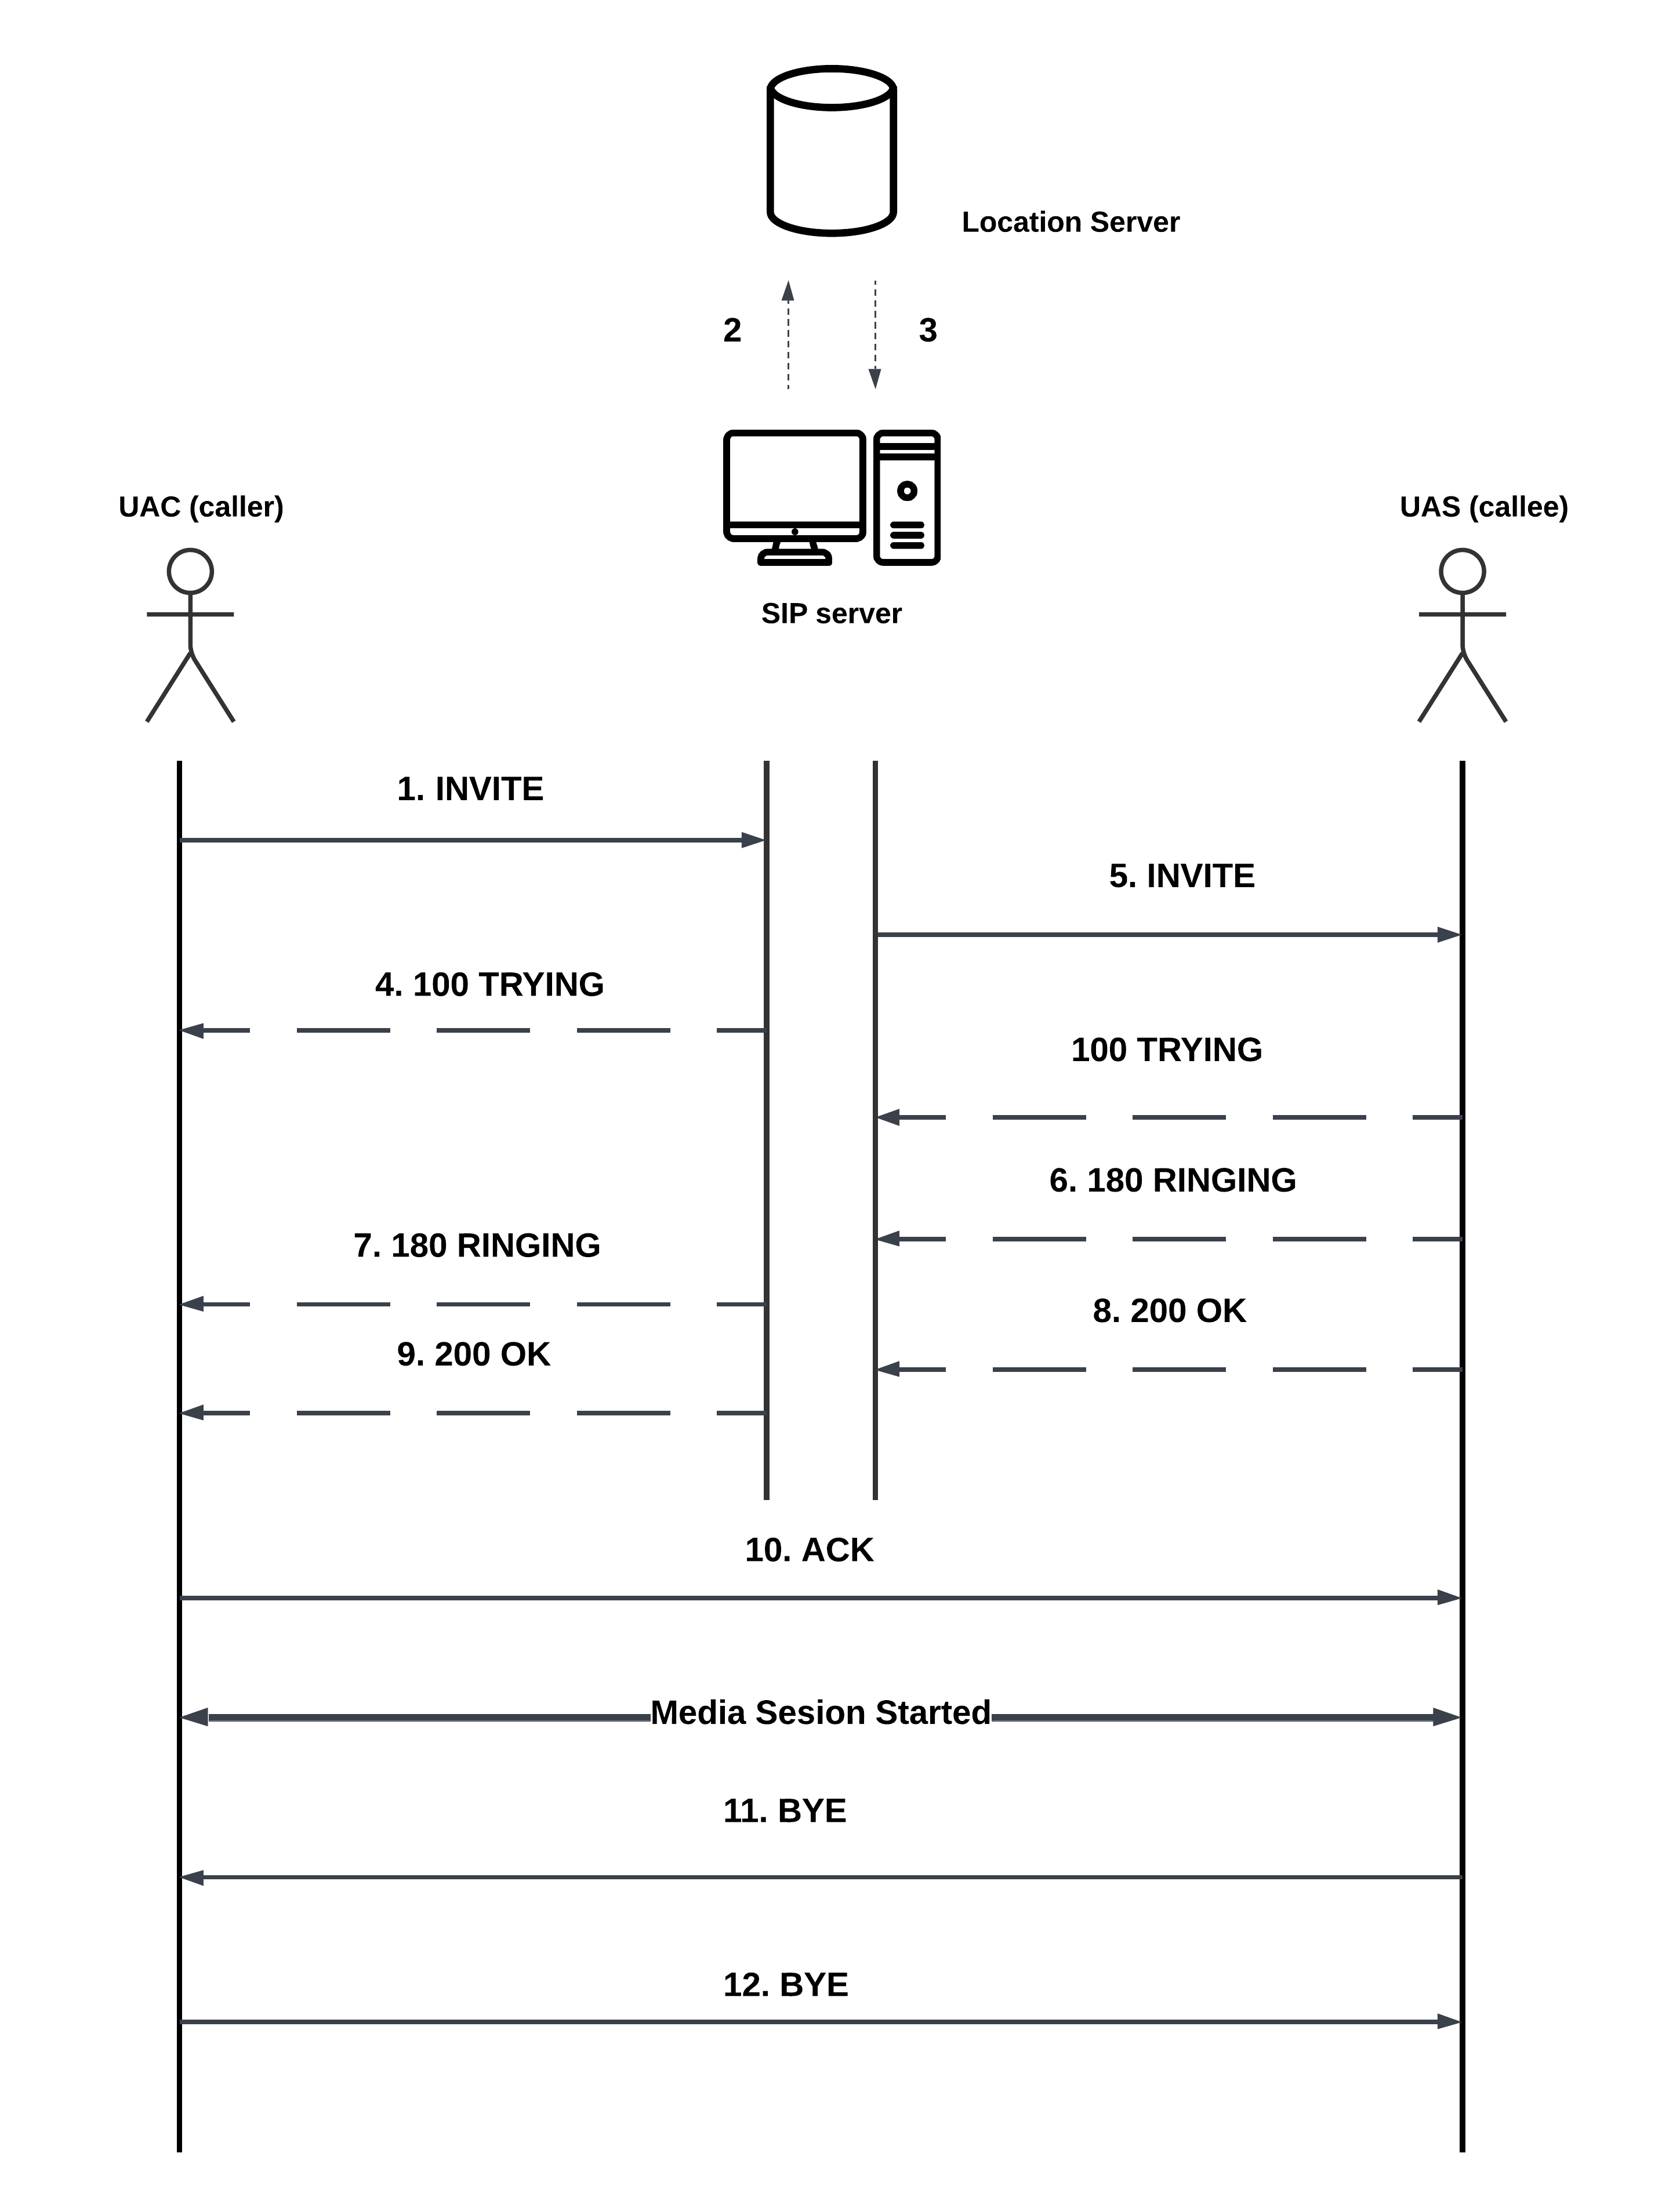 Location Server
2
3
UAC (caller)
UAS (callee)
SIP server
1. INVITE
5. INVITE
4. 100 TRYING
100 TRYING
6. 180 RINGING
7. 180 RINGING
8. 200 OK
9. 200 OK
10. ACK
Media Sesion Started
11. BYE
12. BYE